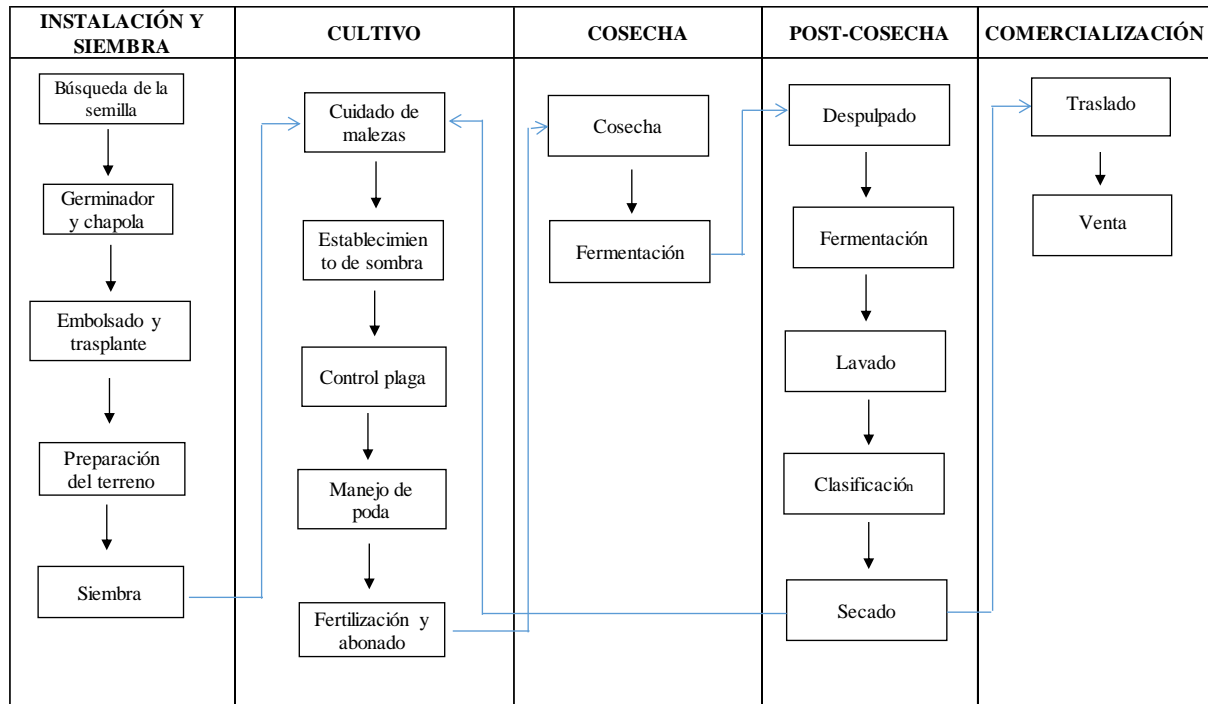 INSTALACIÓN Y
SIEMBRA
CULTIVO
COSECHA
POST-COSECHA
COMERCIALIZACIÓN
Búsqueda de la
semilla
Germinador
y chapola
Embolsado y
trasplante
Preparación
del terreno
Siembra
Cuidado de
malezas
Establecimien
to de sombra
Control plaga
Manejo de
poda
Fertilización y
abonado
Cosecha
Fermentación
Despulpado
Fermentación
Lavado
Clasificación
Secado
Traslado
Venta